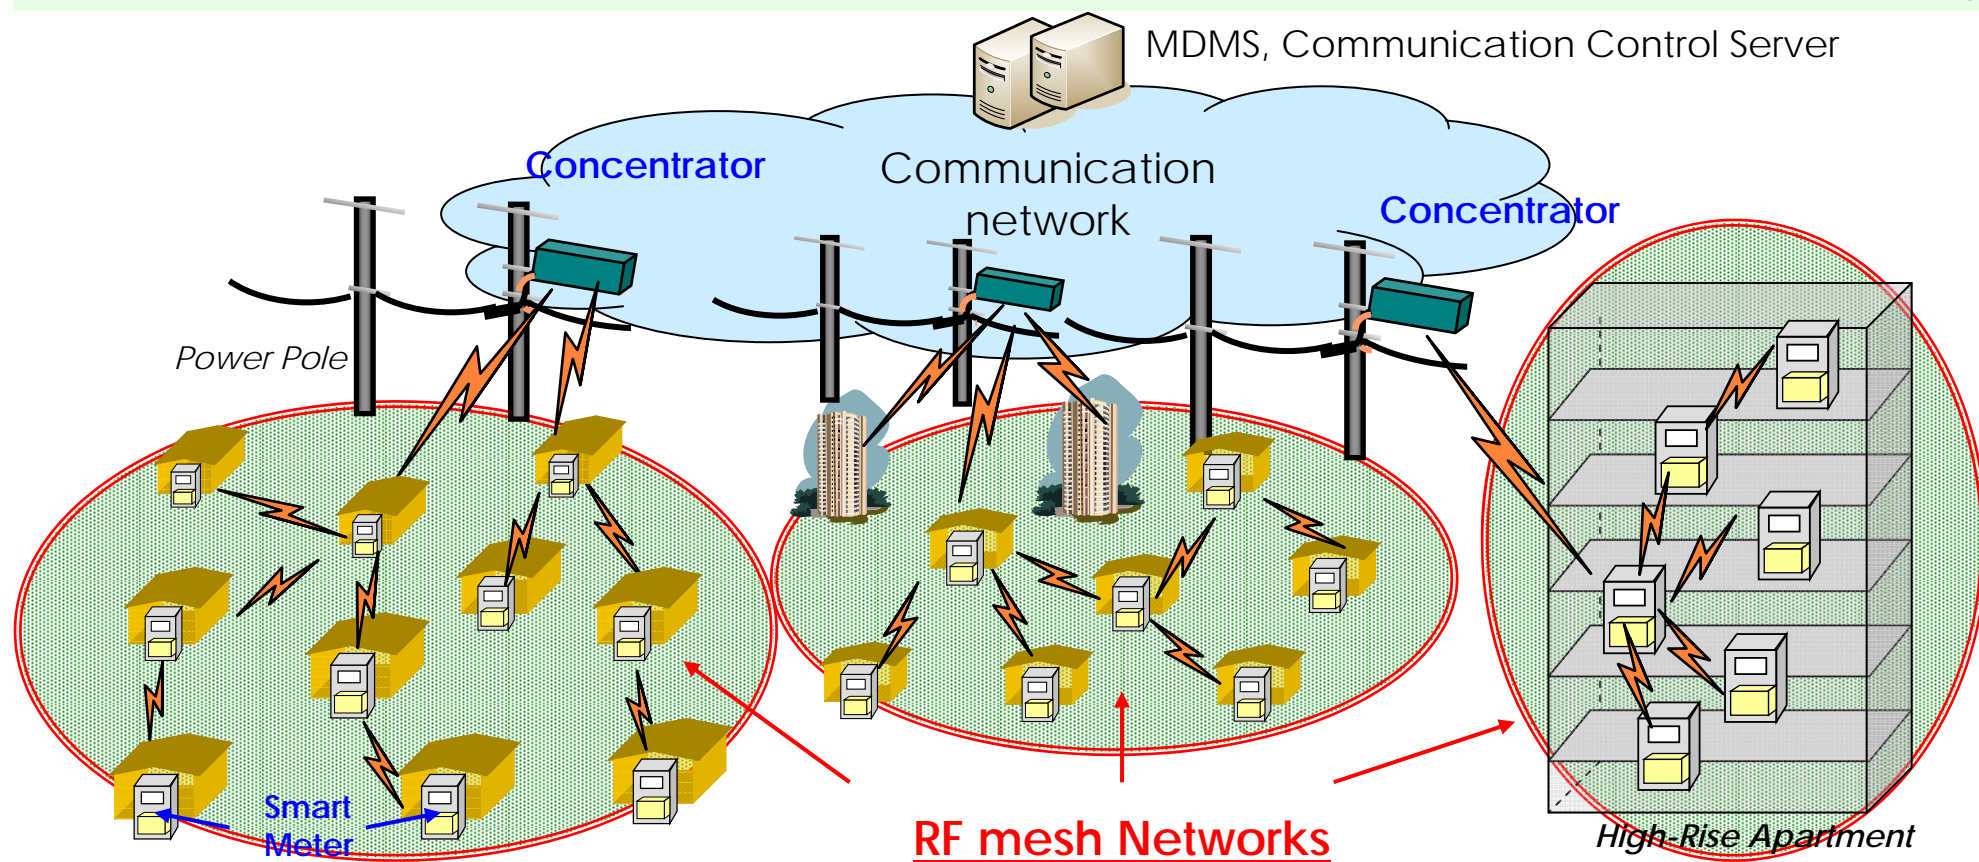 MDMS, Communication Control Server
Concentrator
Communication
network
Concentrator
Power Pole
Smart
Meter
RF mesh Networks
High-Rise Apartment